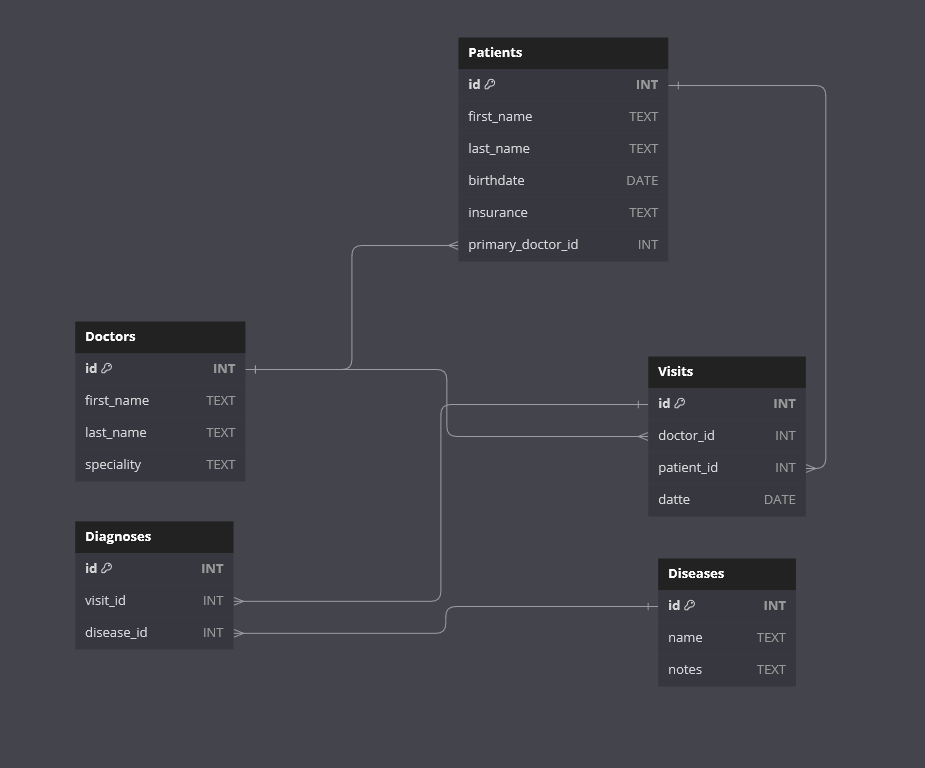 Patients
id INT
first_name TEXT
last_name TEXT
birthdate DATE
insurance TEXT
primary_doctor_id INT
Doctors
id INT
first_name TEXT
last_name TEXT
speciality TEXT
Visits
id INT
doctor_id INT
patient_id INT
datte DATE
Diagnoses
id INT
visit_id INT
disease_id INT
Diseases
id INT
name TEXT
notes TEXT